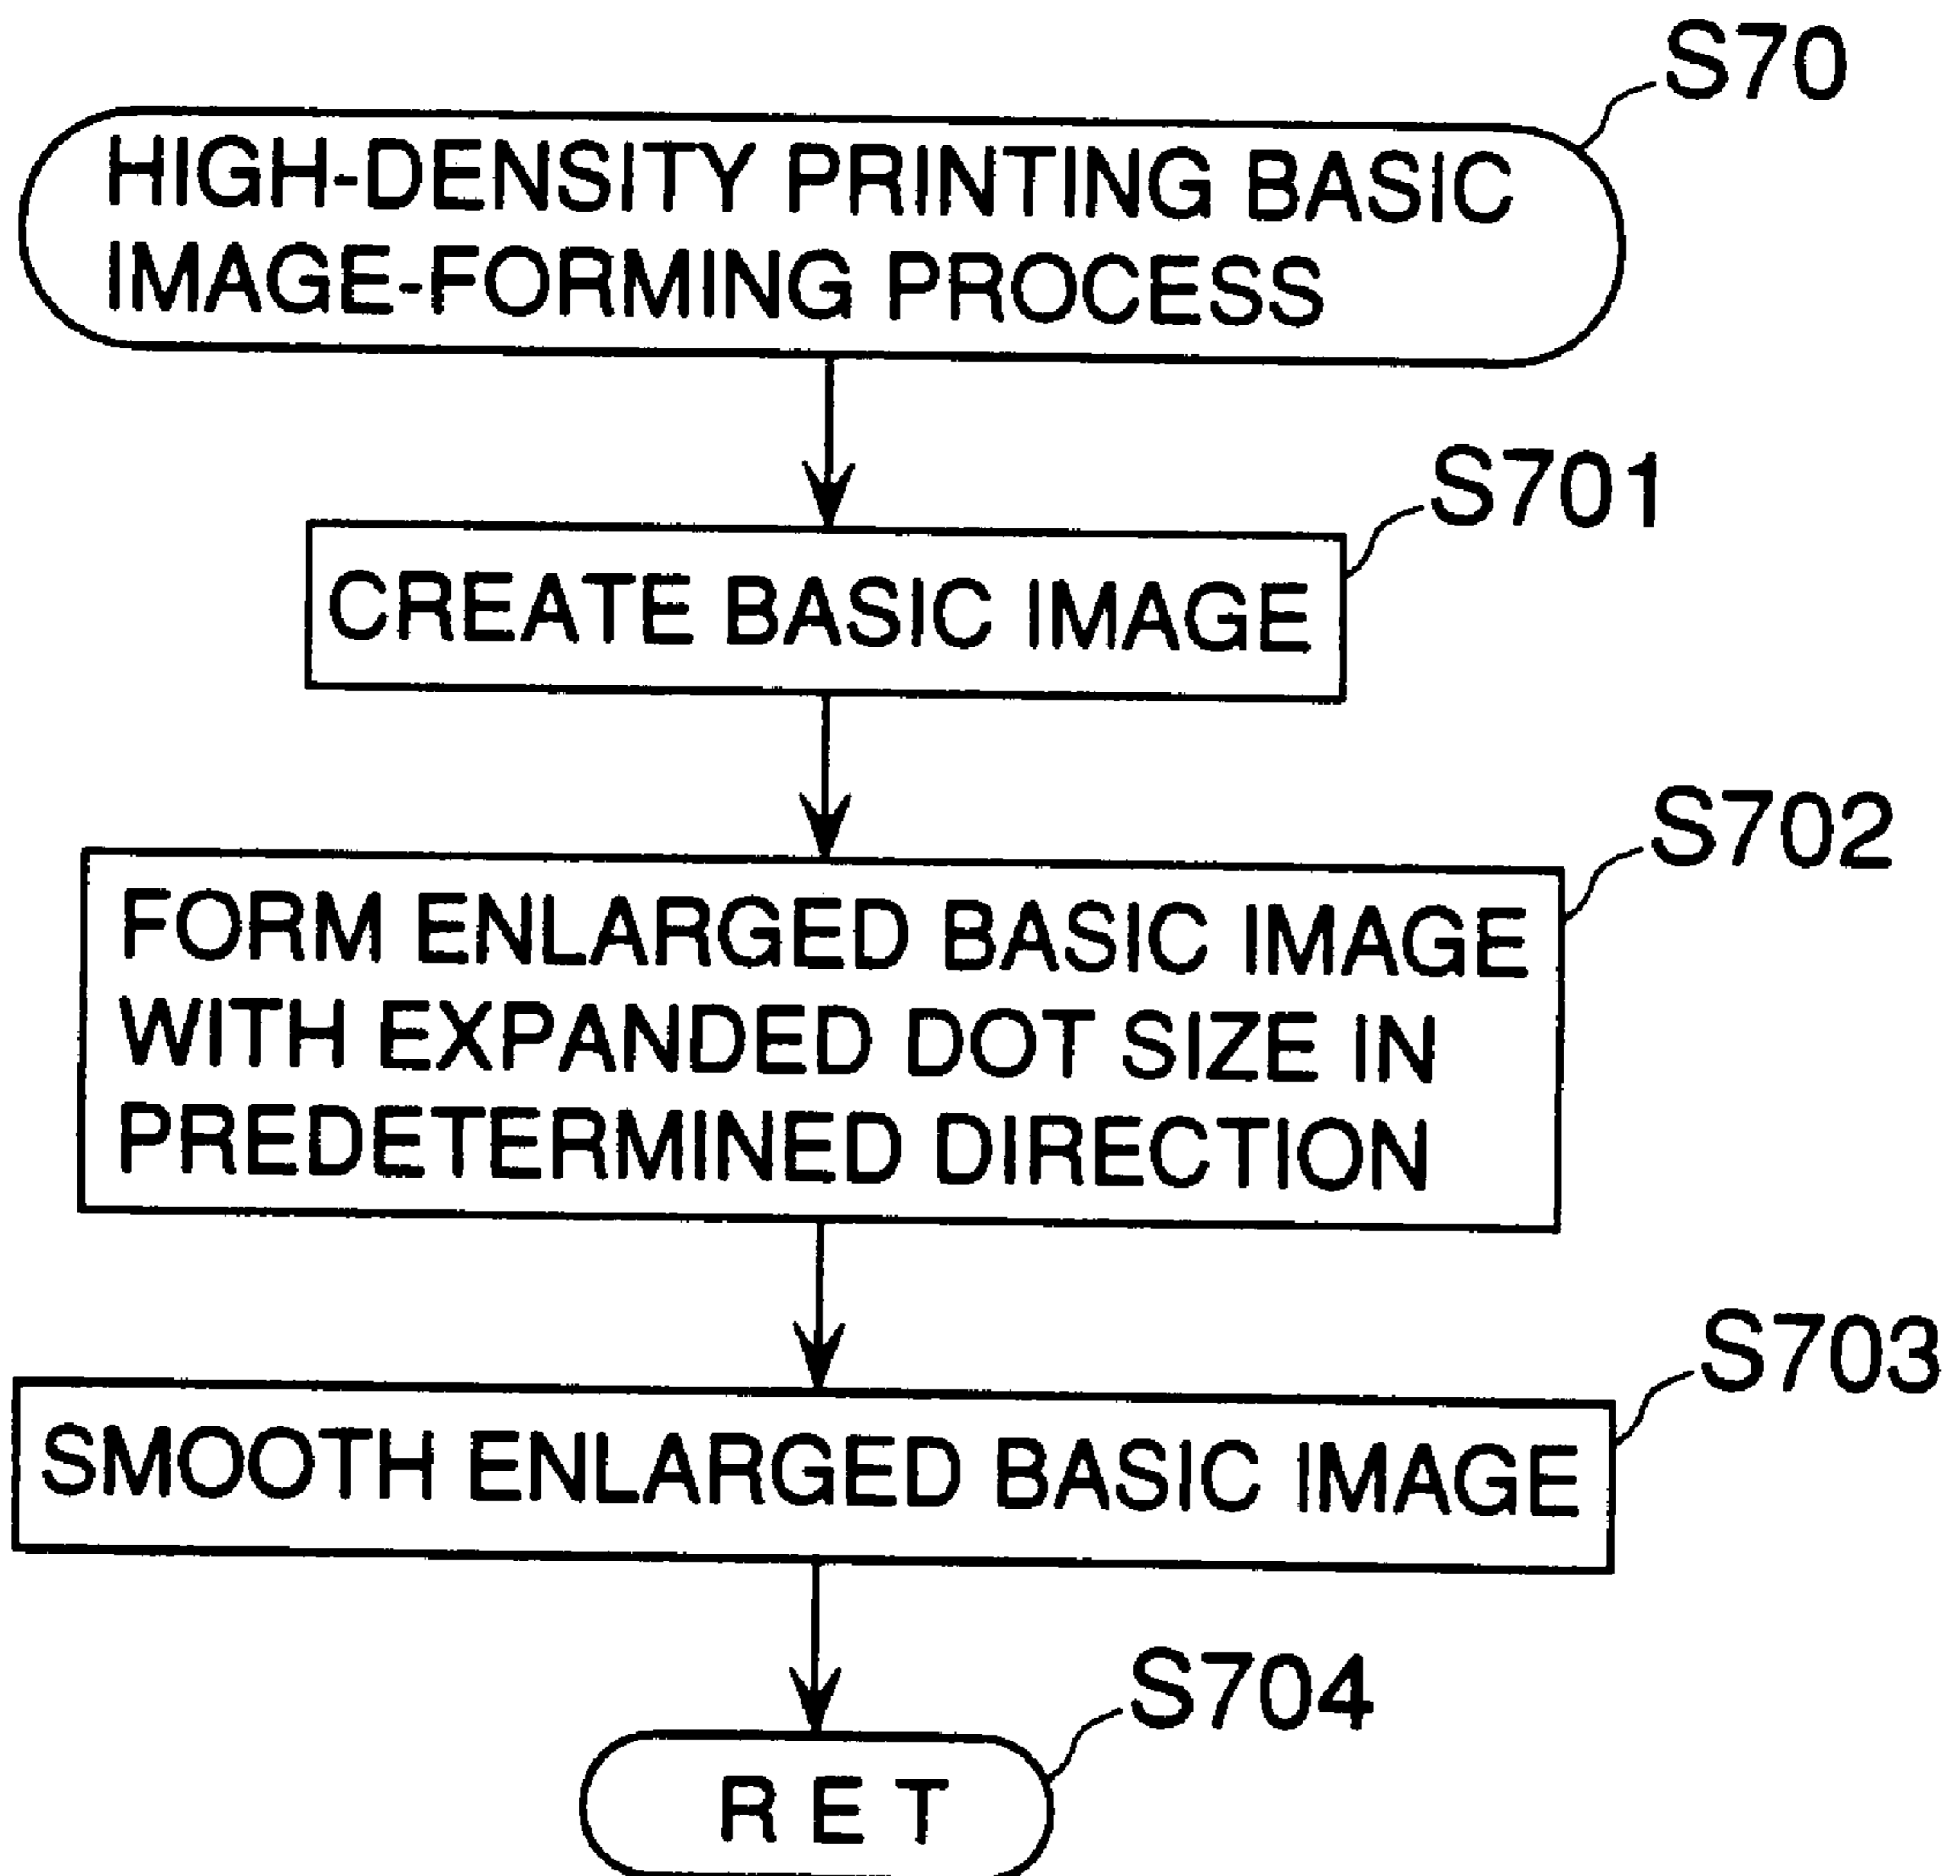 S70
HIGH-DENSITY PRINTING BASIC
IMAGE-FORMING PROCESS
S701
CREATE BASIC IMAGE
S702
FORM ENLARGED BASIC IMAGE
WITH EXPANDED DOT SIZE IN
PREDETERMINED DIRECTION
S703
SMOOTH ENLARGED BASIC IMAGE
S704
RET